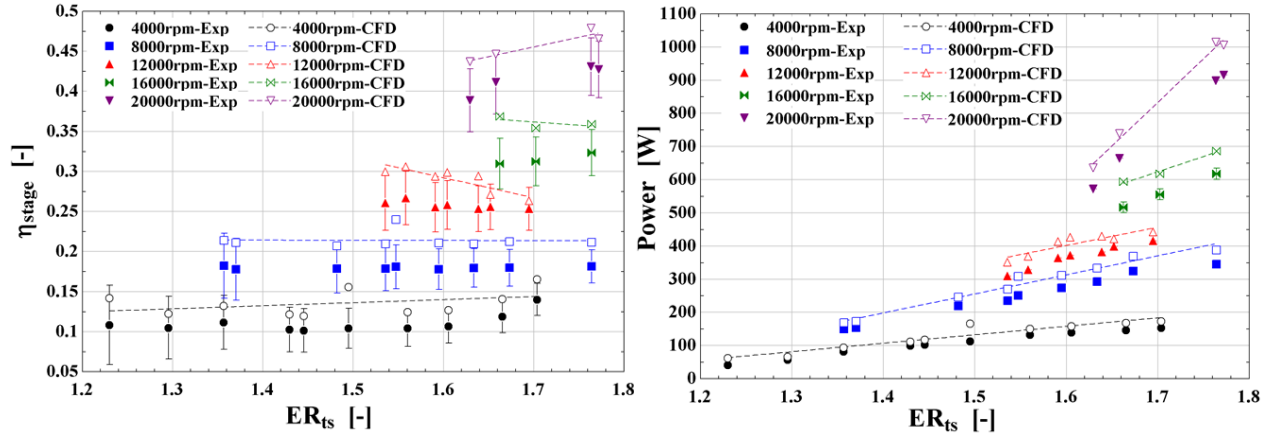 0.5
0.45
0.4
0.35
0.3
0.25
0.2
0.15
0.1
0.05
ηstage [-]
4000rpm-Exp 4000rpm-CFD
8000rpm-Exp 8000rpm-CFD
12000rpm-Exp 12000rpm-CFD
16000rpm-Exp 16000rpm-CFD
20000rpm-Exp 20000rpm-CFD
1.2 1.3 1.4 1.5 1.6 1.7 1.8
ERts [-]
1100
1000
900
800
700
600
500
400
300
200
100
0
Power [W]
4000rpm-Exp 4000rpm-CFD
8000rpm-Exp 8000rpm-CFD
12000rpm-Exp 12000rpm-CFD
16000rpm-Exp 16000rpm-CFD
20000rpm-Exp 20000rpm-CFD
1.2 1.3 1.4 1.5 1.6 1.7 1.8
ERts [-]